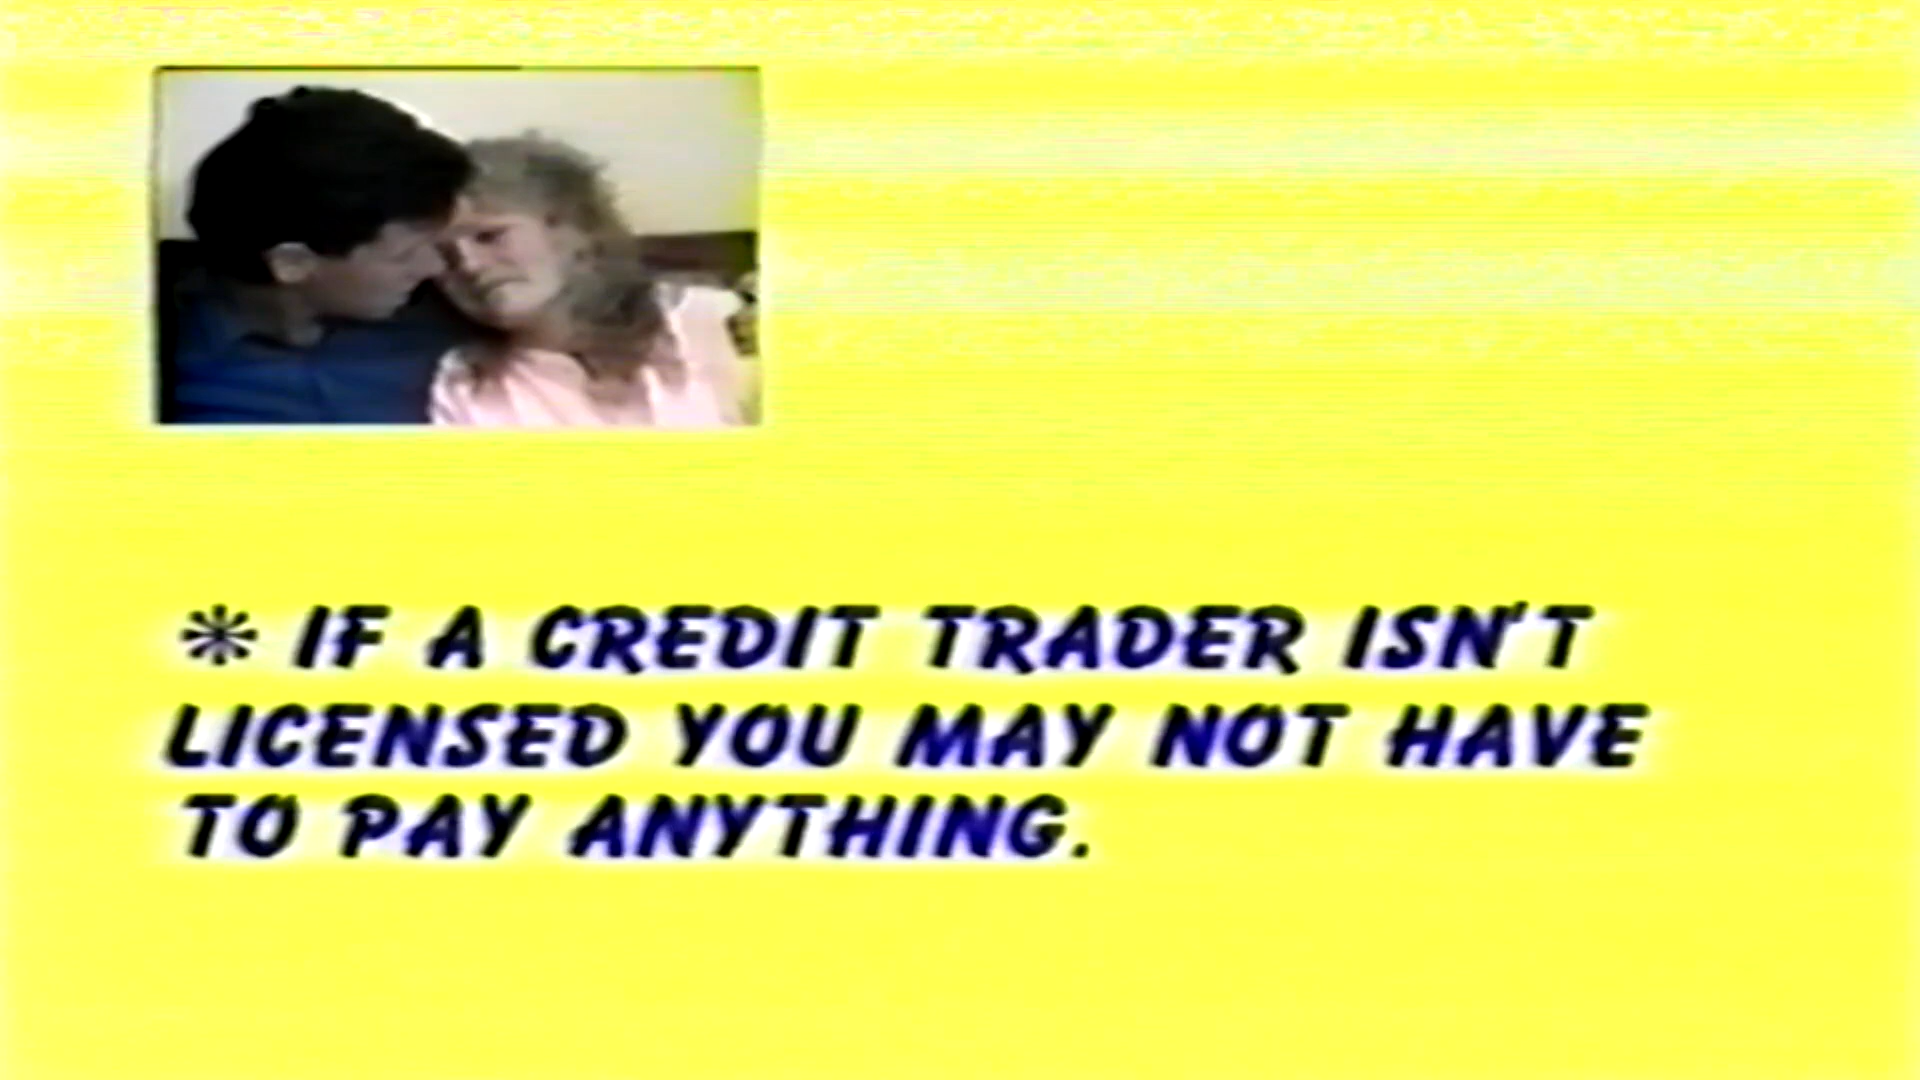 * IF A CREDIT TRADER ISN'T
LICENSED YOU MAY NOT HAVE
TO PAY ANYTHING.